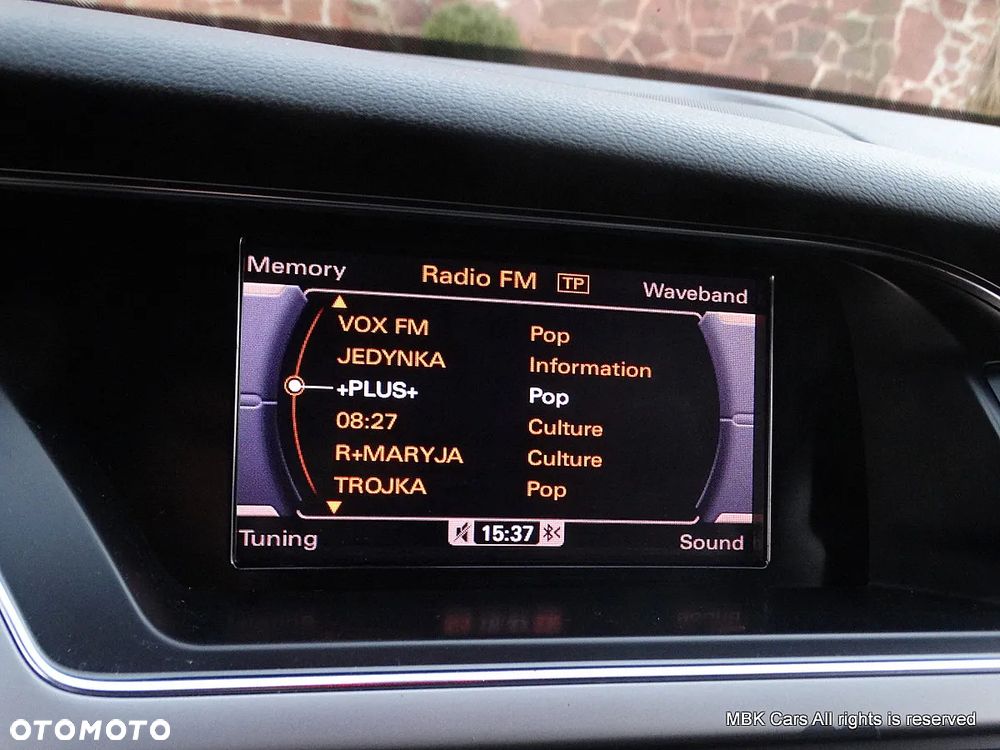 Memory
Radio FM TP
Waveband
VOX FM Pop
JEDYNKA Information
+PLUS+ Pop
08:27 Culture
R+MARYJA Culture
TROJKA Pop
Tuning
15:37
Sound
OTOMOTO
MBK Cars All rights is reserved